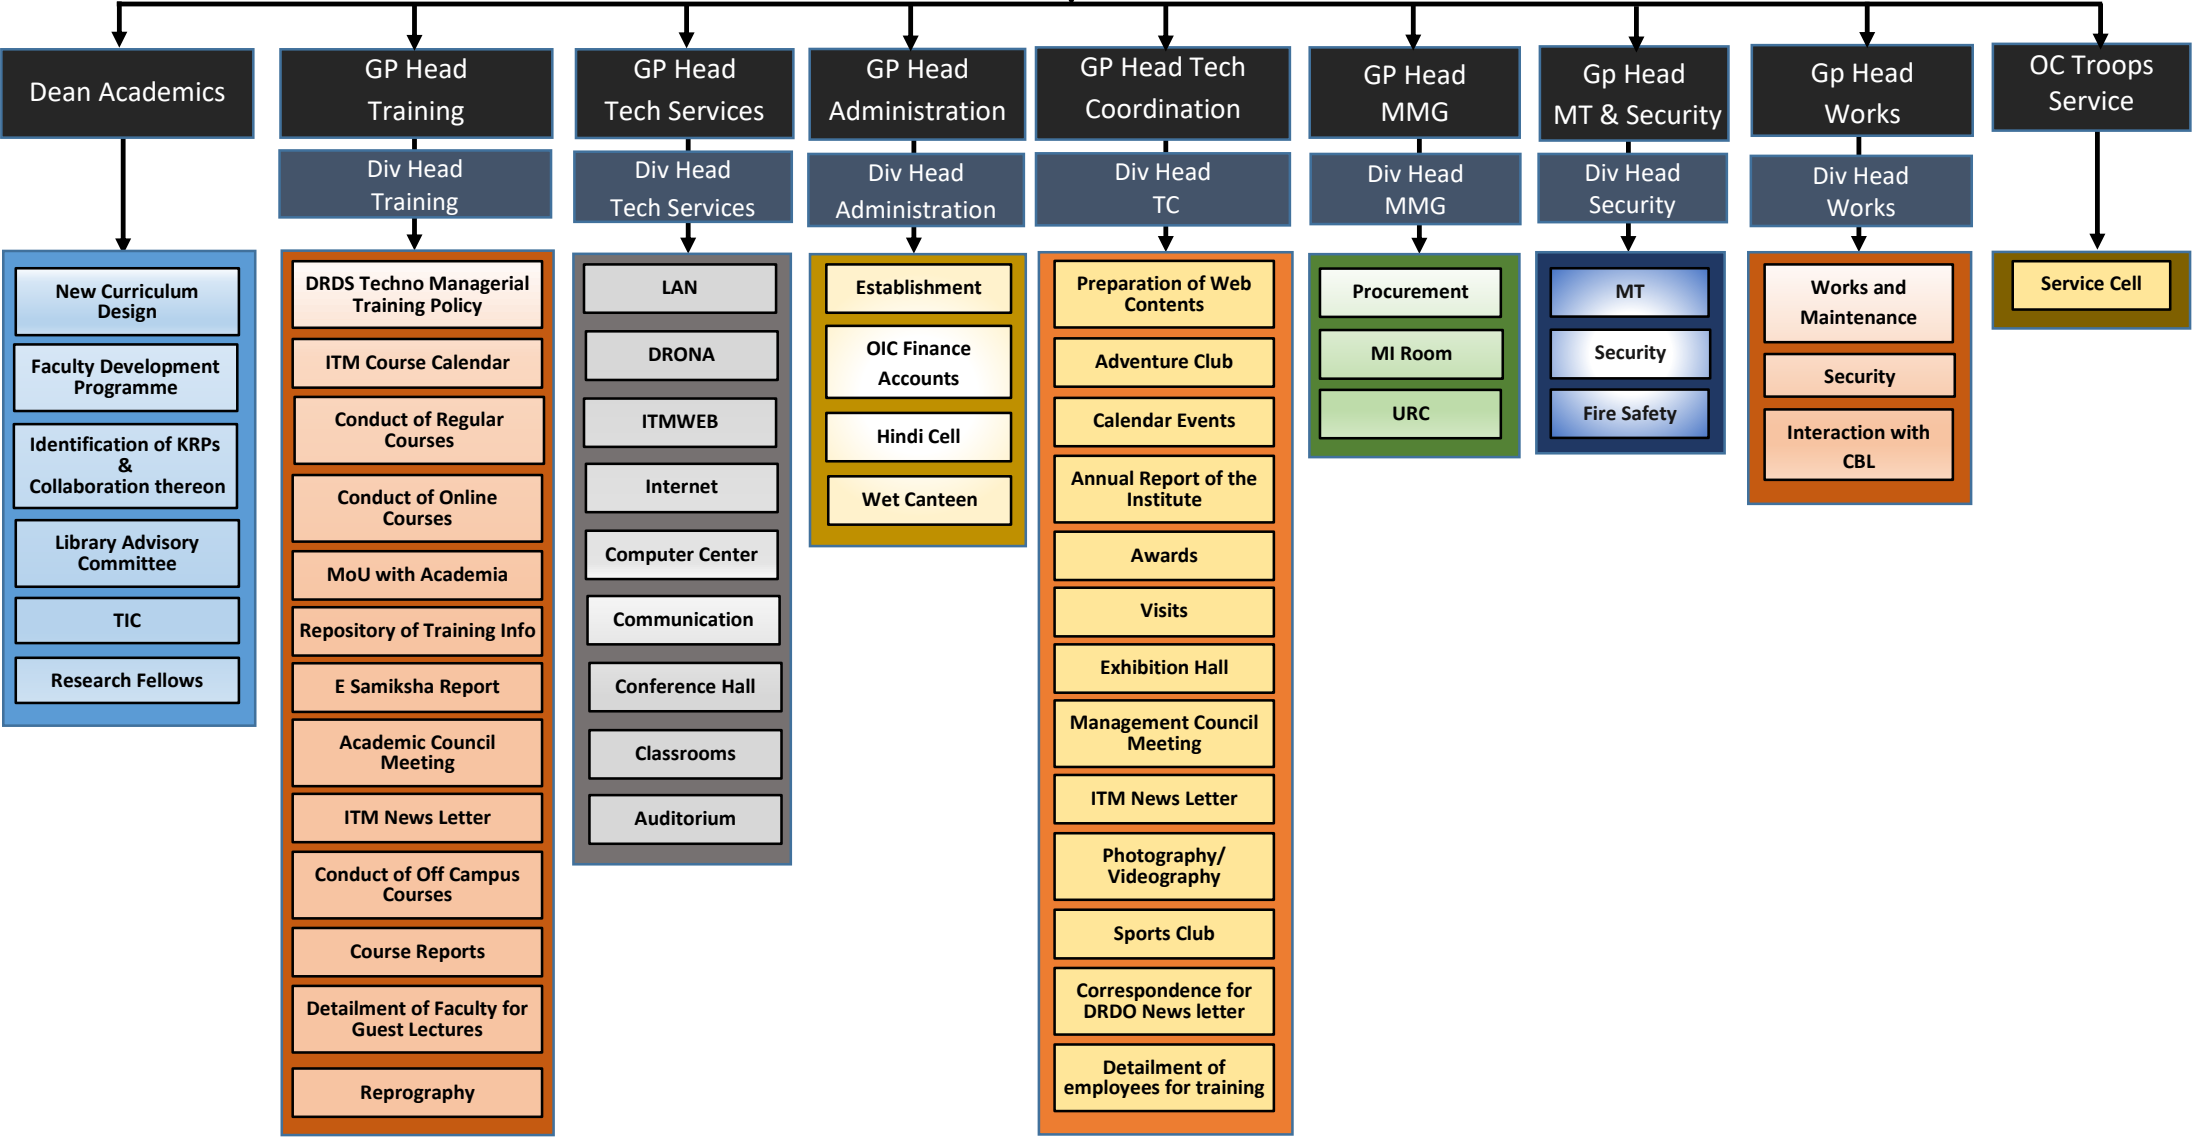 Dean Academics
GP Head
Training
GP Head
Tech Services
GP Head
Administration
GP Head Tech
Coordination
GP Head
MMG
Gp Head
MT & Security
Gp Head
Works
OC Troops
Service
Div Head
Training
Div Head
Tech Services
Div Head
Administration
Div Head
TC
Div Head
MMG
Div Head
Security
Div Head
Works
New Curriculum
Design
Faculty Development
Programme
Identification of KRPs
&
Collaboration thereon
Library Advisory
Committee
TIC
Research Fellows
DRDS Techno Managerial
Training Policy
ITM Course Calendar
Conduct of Regular
Courses
Conduct of Online
Courses
MoU with Academia
Repository of Training Info
E Samiksha Report
Academic Council
Meeting
ITM News Letter
Conduct of Off Campus
Courses
Course Reports
Detailment of Faculty for
Guest Lectures
Reprography
LAN
DRONA
ITMWEB
Internet
Computer Center
Communication
Conference Hall
Classrooms
Auditorium
Establishment
OIC Finance
Accounts
Hindi Cell
Wet Canteen
Preparation of Web
Contents
Adventure Club
Calendar Events
Annual Report of the
Institute
Awards
Visits
Exhibition Hall
Management Council
Meeting
ITM News Letter
Photography/
Videography
Sports Club
Correspondence for
DRDO News letter
Detailment of
employees for training
Procurement
MI Room
URC
MT
Security
Fire Safety
Works and
Maintenance
Security
Interaction with
CBL
Service Cell